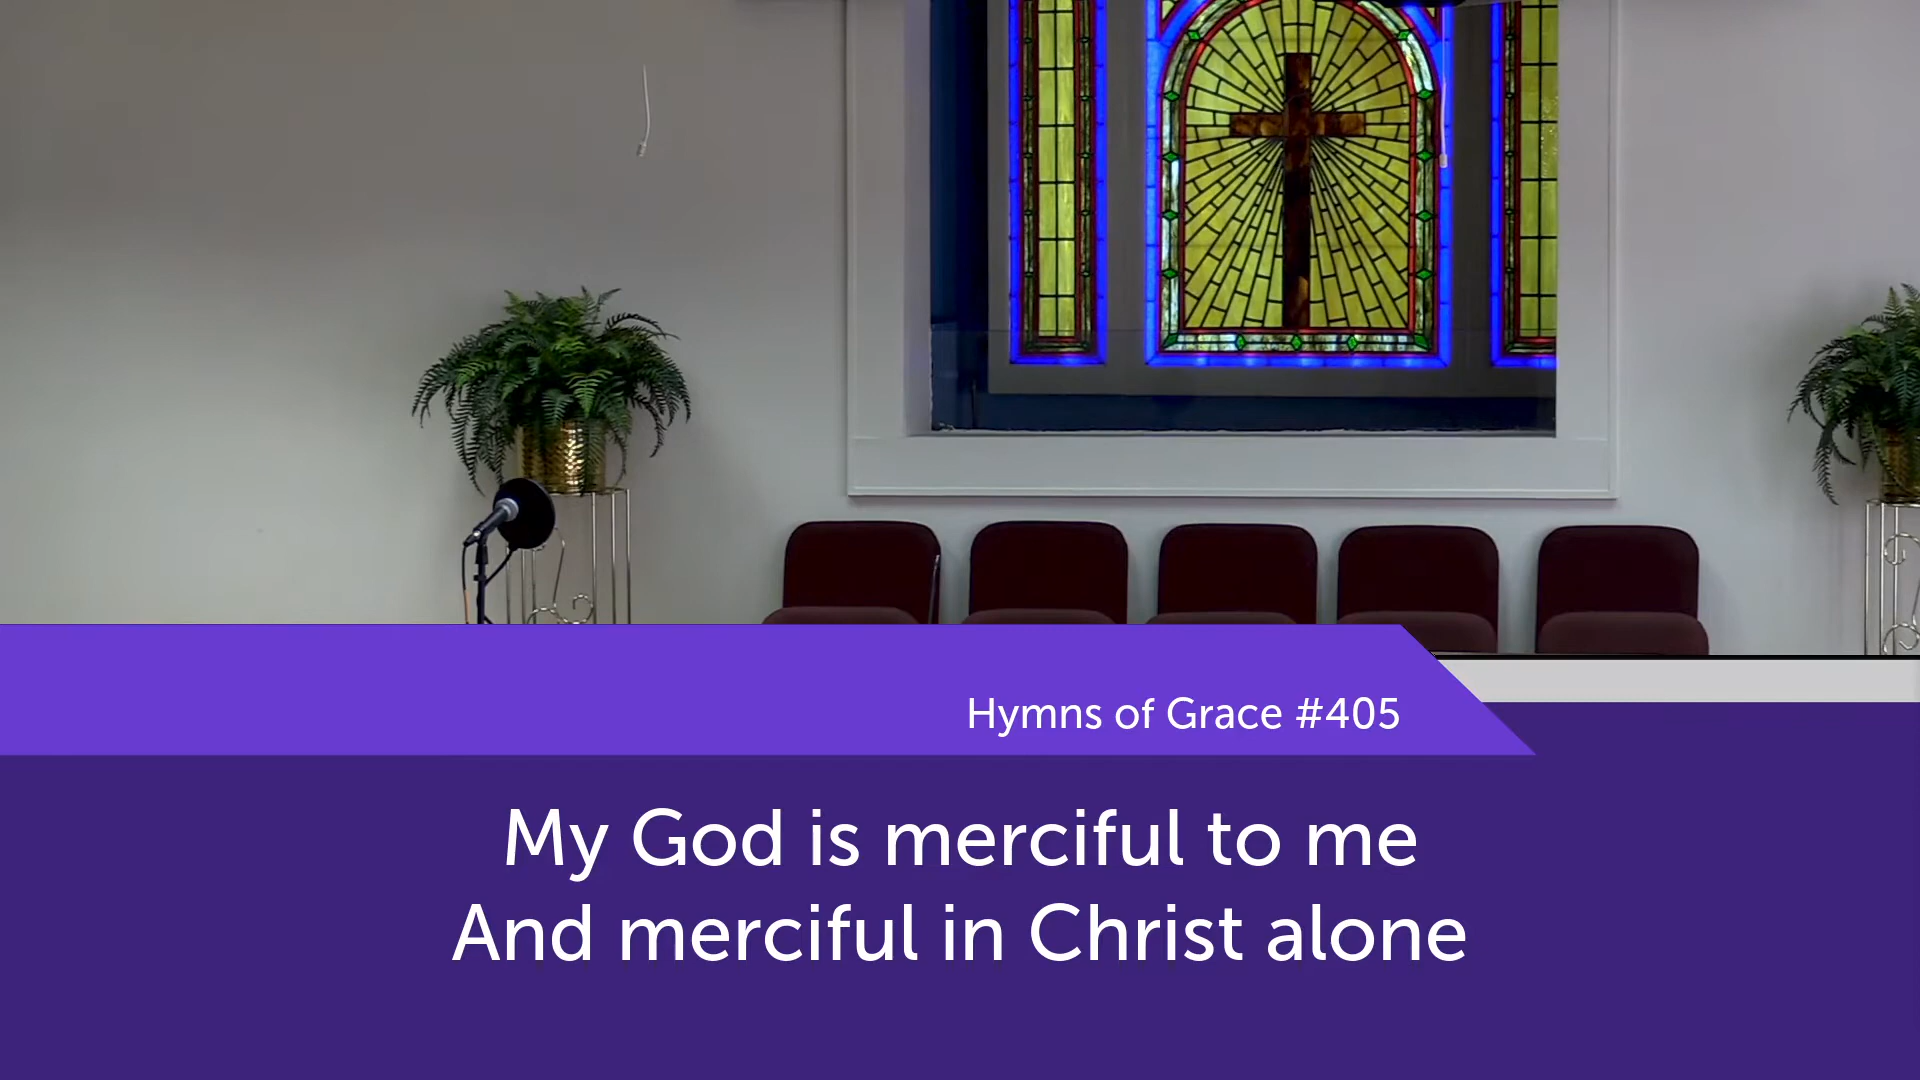 Hymns of Grace #405
My God is merciful to me
And merciful in Christ alone